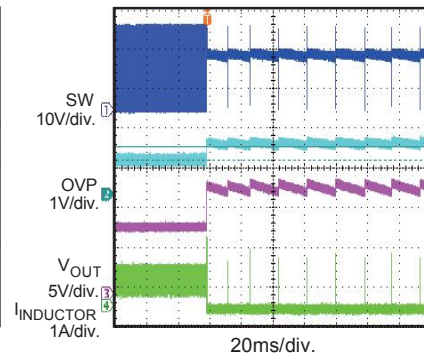 T
SW
10V/div.
1
OVP
1V/div.
2
VOUT
5V/div.
3
IINDUCTOR
4
1A/div.
20ms/div.